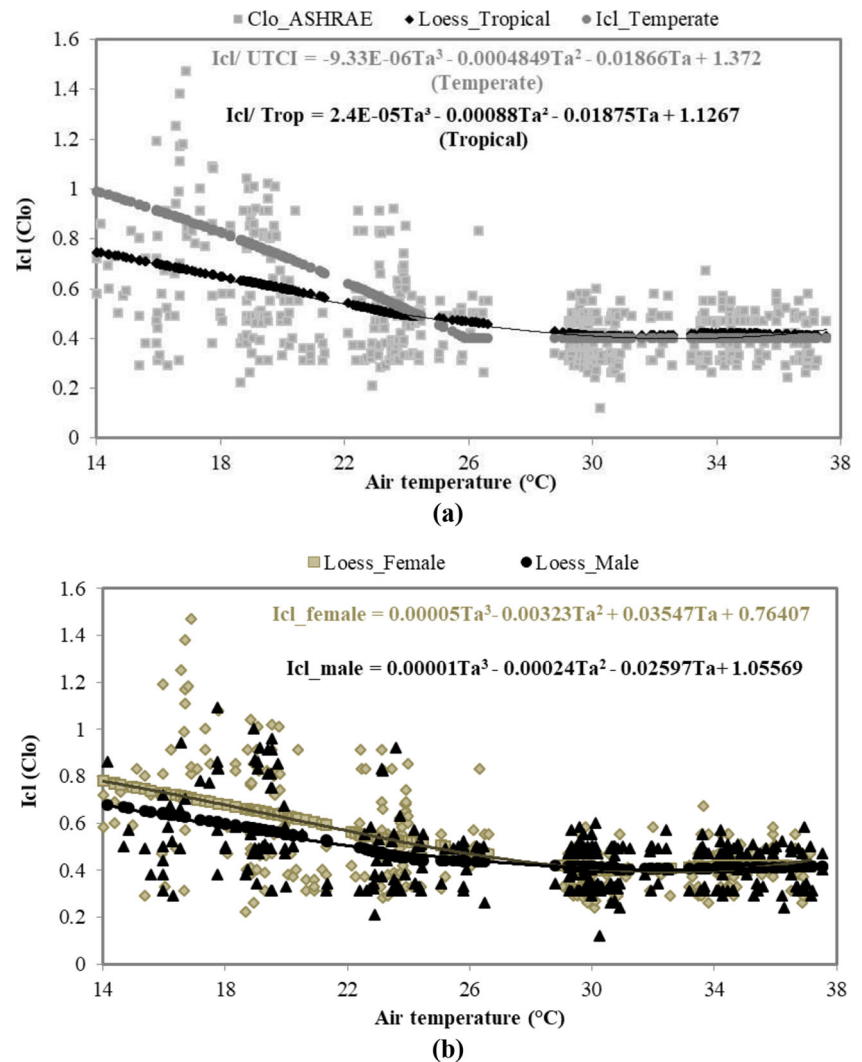 Clo_ASHRAE Loess_Tropical Icl_Temperate
Icl/ UTCI = -9.33E-06Ta³ - 0.0004849Ta² - 0.01866Ta + 1.372
(Temperate)
Icl/ Trop = 2.4E-05Ta³ - 0.00088Ta² - 0.01875Ta + 1.1267
(Tropical)
Icl (Clo)
1.6
1.4
1.2
1
0.8
0.6
0.4
0.2
0
14 18 22 26 30 34 38
Air temperature (°C)
(a)
Loess_Female Loess_Male
Icl_female = 0.00005Ta³ - 0.00323Ta² + 0.03547Ta + 0.76407
Icl_male = 0.00001Ta³ - 0.00024Ta² - 0.02597Ta + 1.05569
Icl (Clo)
1.6
1.4
1.2
1
0.8
0.6
0.4
0.2
0
14 18 22 26 30 34 38
Air temperature (°C)
(b)